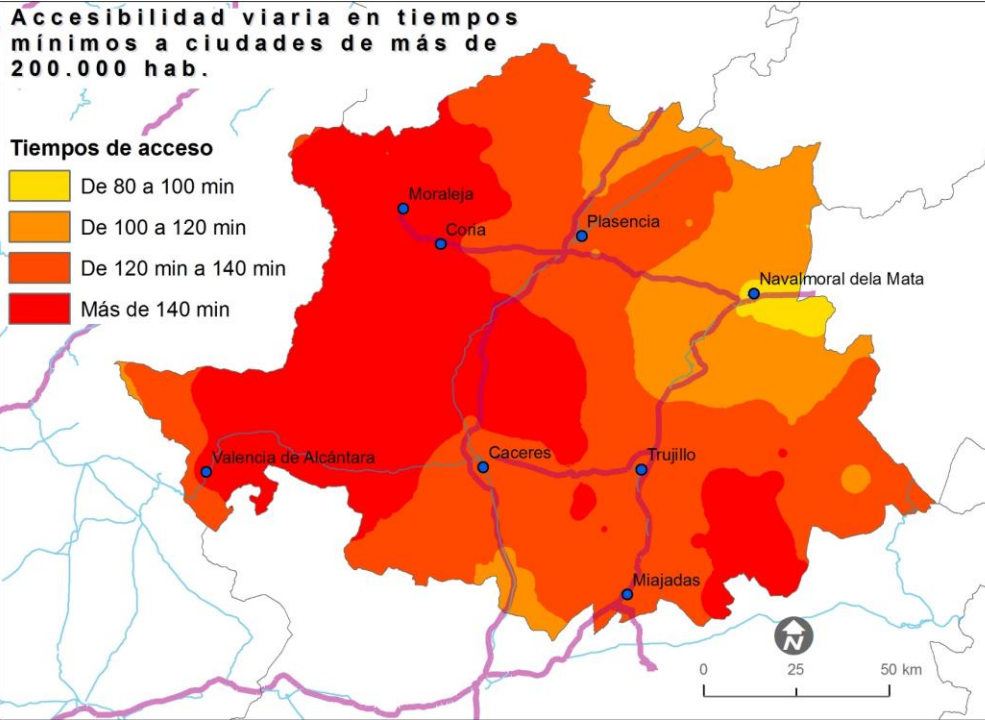 Accesibilidad viaria en tiempos
mínimos a ciudades de más de
200.000 hab.
Tiempos de acceso
De 80 a 100 min
De 100 a 120 min
De 120 min a 140 min
Más de 140 min
Moraleja
Coria
Plasencia
Navalmoral dela Mata
Valencia de Alcántara
Caceres
Trujillo
Miajadas
N
0 25 50 km